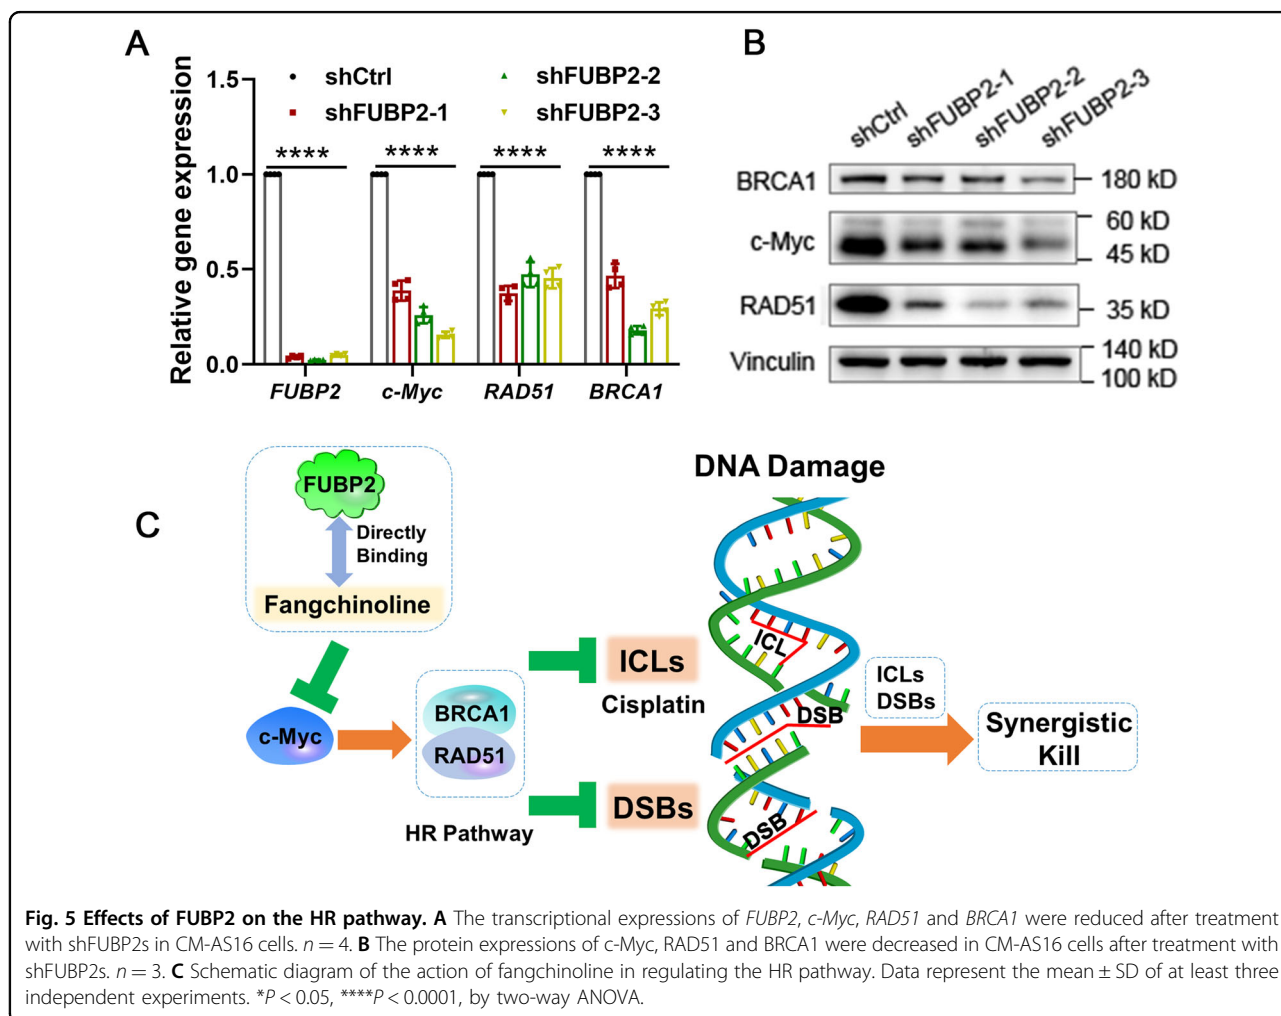 A
Relative gene expression
1.5
1.0
0.5
0.0
shCtrl
shFUBP2-1
shFUBP2-2
shFUBP2-3
**** **** **** ****
FUBP2 c-Myc RAD51 BRCA1
B
shCtrl shFUBP2-1 shFUBP2-2 shFUBP2-3
BRCA1 180 kD
60 kD
c-Myc
45 kD
RAD51 35 kD
140 kD
Vinculin
100 kD
C
FUBP2
Directly
Binding
Fangchinoline
c-Myc
BRCA1
RAD51
HR Pathway
ICLs
Cisplatin
DSBs
DNA Damage
ICL
DSB
DSB
ICLs
DSBs
Synergistic
Kill
Fig. 5 Effects of FUBP2 on the HR pathway. A The transcriptional expressions of FUBP2, c-Myc, RAD51 and BRCA1 were reduced after treatment
with shFUBP2s in CM-AS16 cells. n = 4. B The protein expressions of c-Myc, RAD51 and BRCA1 were decreased in CM-AS16 cells after treatment with
shFUBP2s. n = 3. C Schematic diagram of the action of fangchinoline in regulating the HR pathway. Data represent the mean ± SD of at least three
independent experiments. *P < 0.05, ****P < 0.0001, by two-way ANOVA.